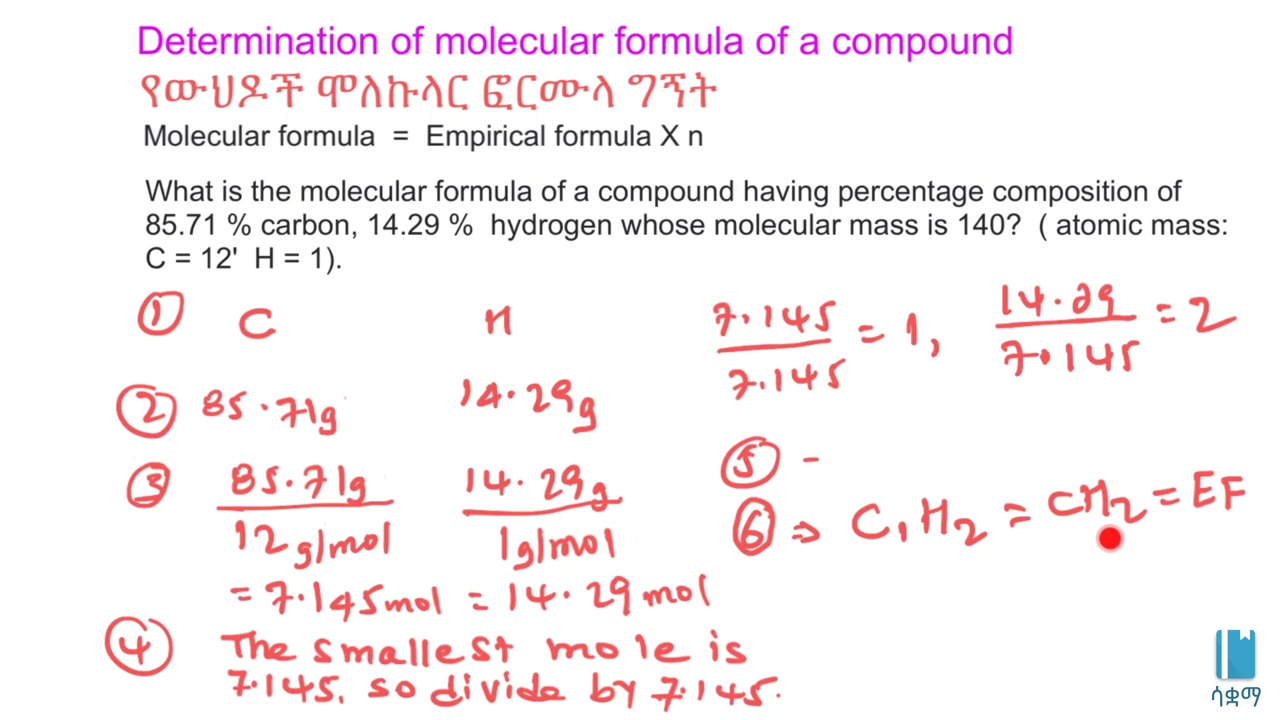 Determination of molecular formula of a compound
የውህዶች ሞለኩላር ፎርሙላ ግኝት
Molecular formula = Empirical formula X n
What is the molecular formula of a compound having percentage composition of
85.71 % carbon, 14.29 % hydrogen whose molecular mass is 140? ( atomic mass:
C = 12' H = 1).
① C H
② 85.71g 14.29g
③ 85.71g / 12g/mol 14.29g / 1g/mol
= 7.145mol = 14.29mol
④ The smallest mole is
7.145, so divide by 7.145.
7.145 / 7.145 = 1, 14.29 / 7.145 = 2
⑤ -
⑥ ⇒ C₁H₂ = CH₂ = EF
ሳቋማ